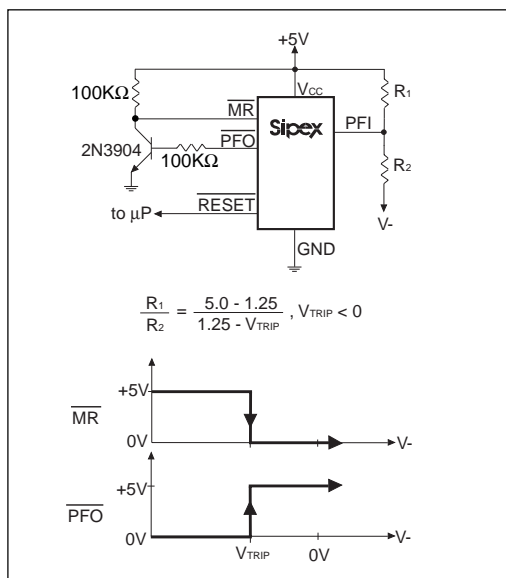 +5V
100KΩ
VCC
R1
MR
Sipex
PFI
2N3904
PFO
100KΩ
R2
to µP
RESET
V-
GND
R1/R2 = 5.0 - 1.25/1.25 - VTRIP , VTRIP < 0
+5V
MR
0V
V-
+5V
PFO
0V
V-
VTRIP
0V